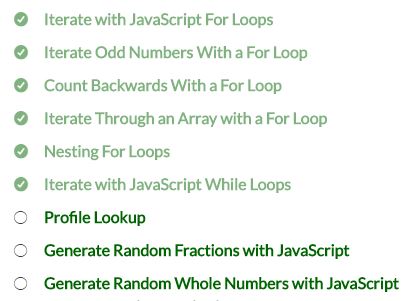 Iterate with JavaScript For Loops
Iterate Odd Numbers With a For Loop
Count Backwards With a For Loop
Iterate Through an Array with a For Loop
Nesting For Loops
Iterate with JavaScript While Loops
Profile Lookup
Generate Random Fractions with JavaScript
Generate Random Whole Numbers with JavaScript